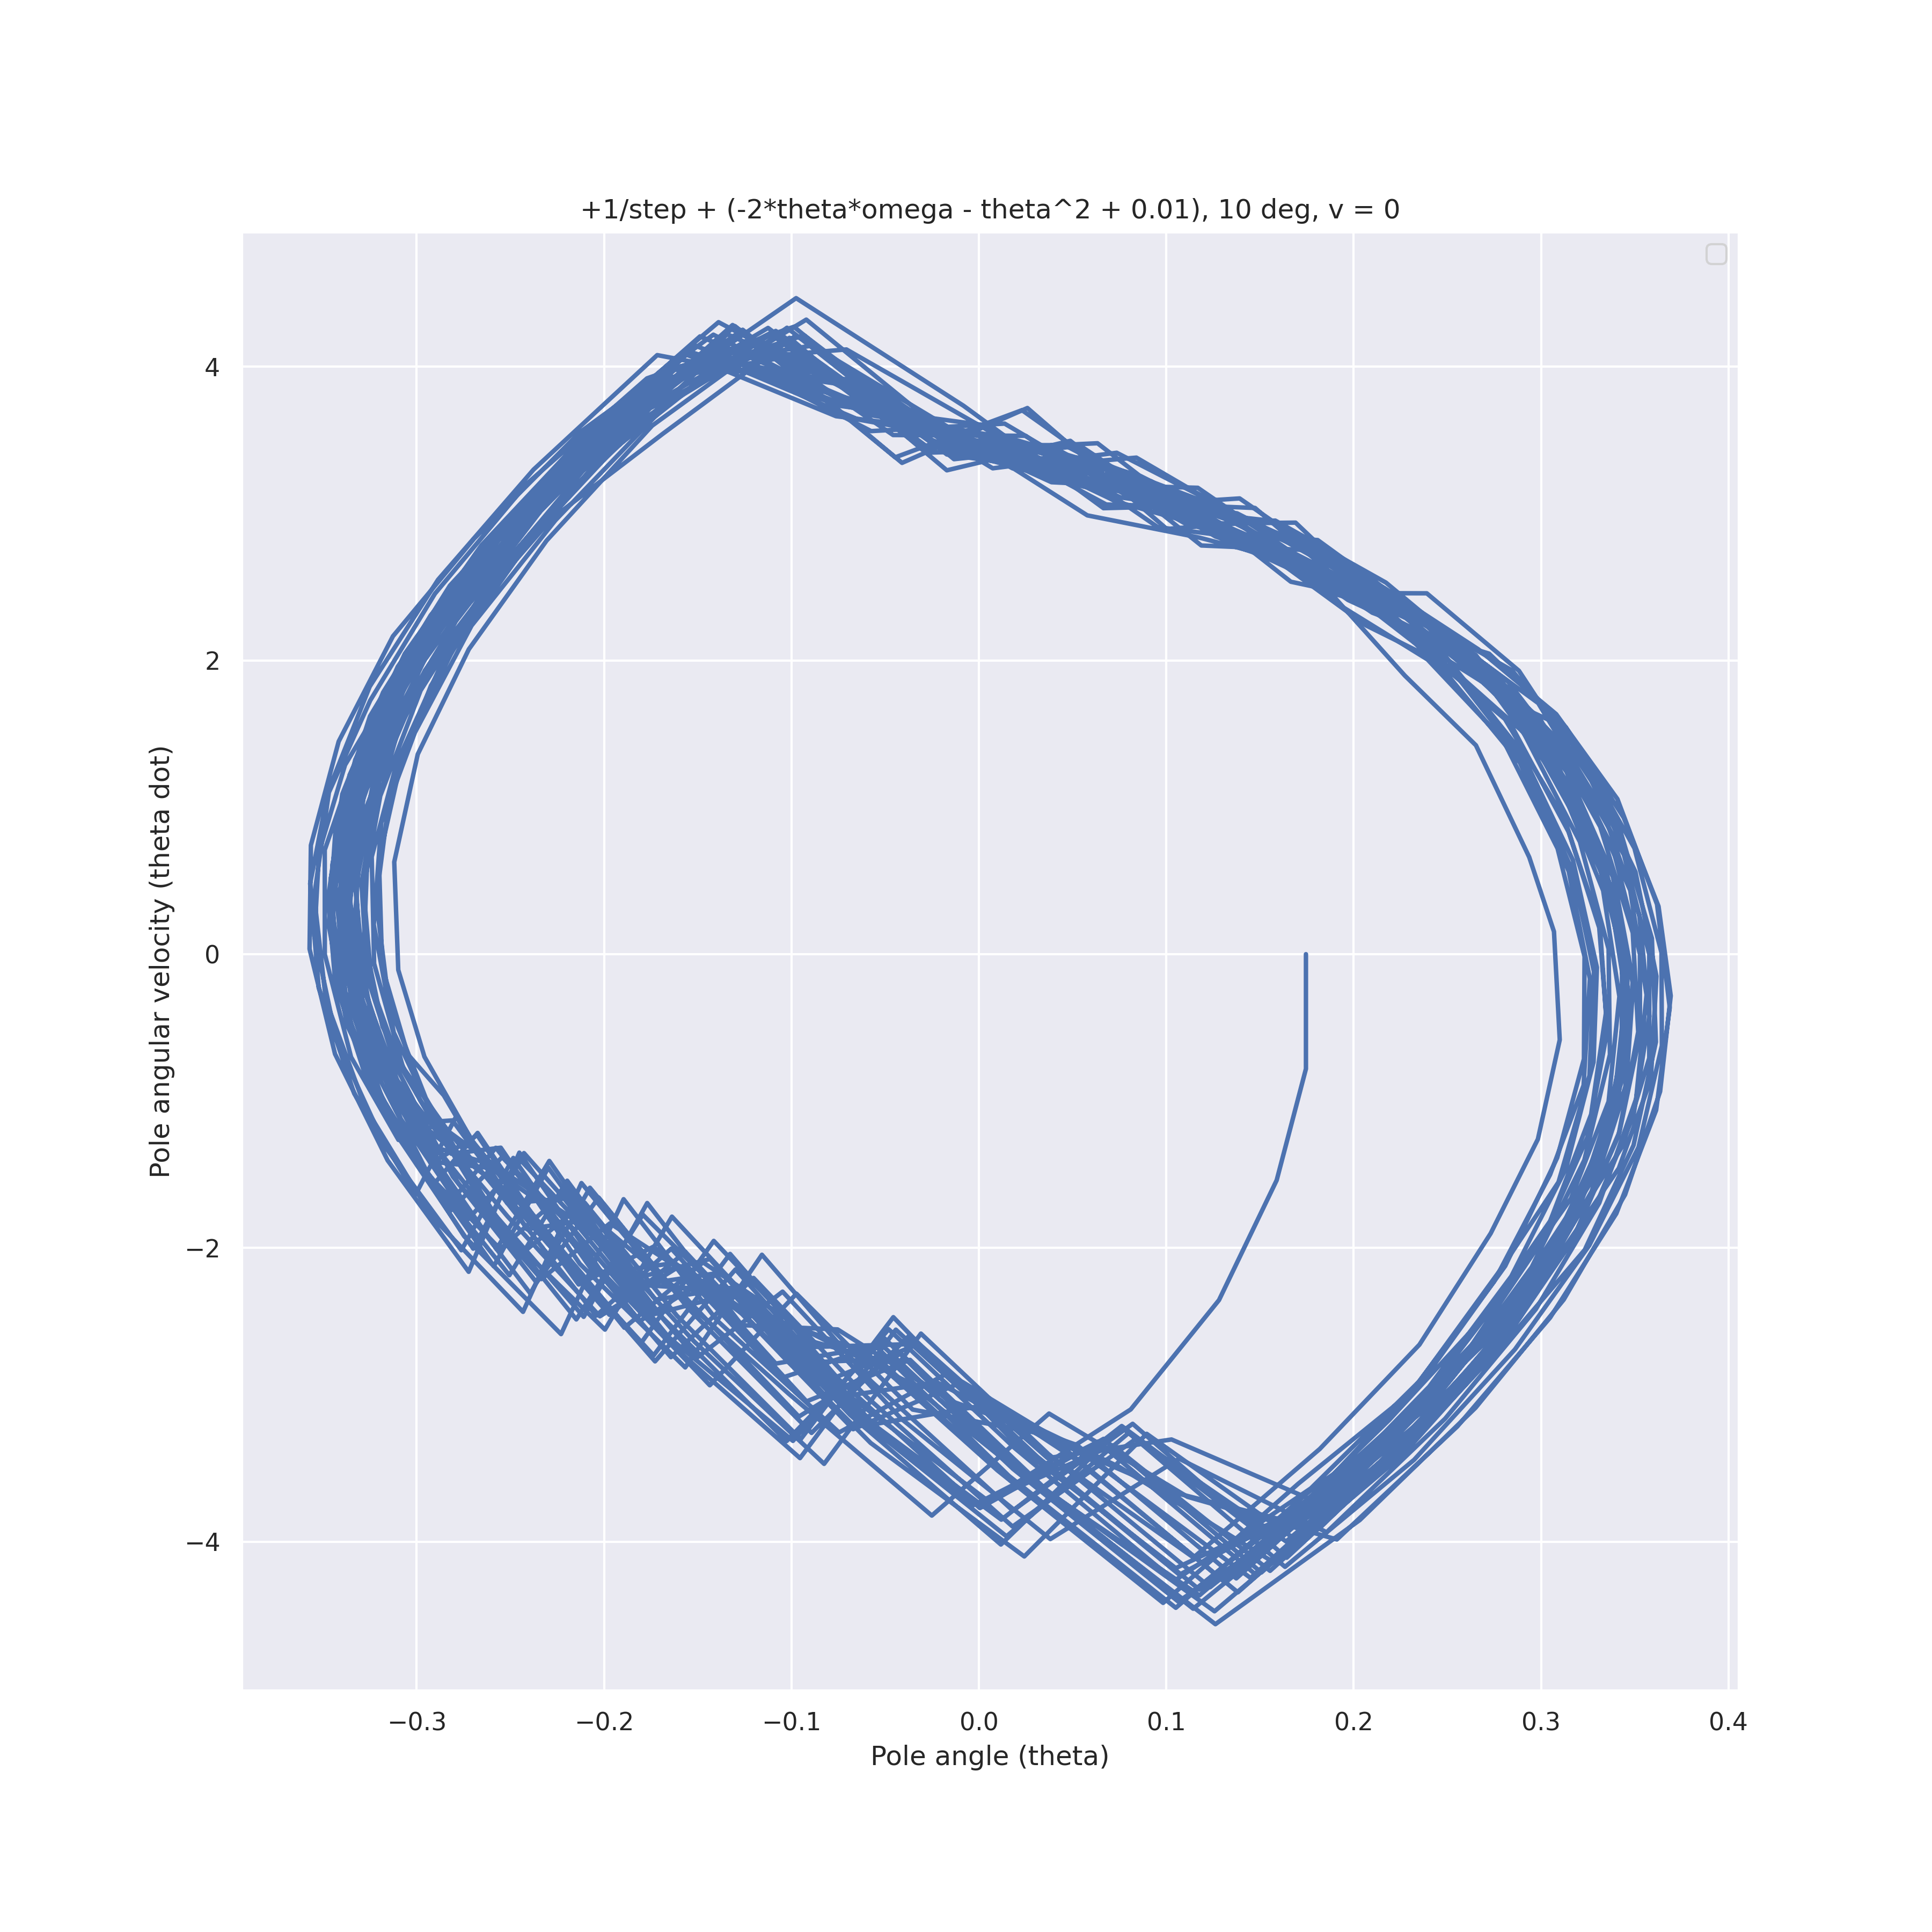 +1/step + (-2*theta*omega - theta^2 + 0.01), 10 deg, v = 0
Pole angular velocity (theta dot)
4
2
0
−2
−4
−0.3 −0.2 −0.1 0.0 0.1 0.2 0.3 0.4
Pole angle (theta)